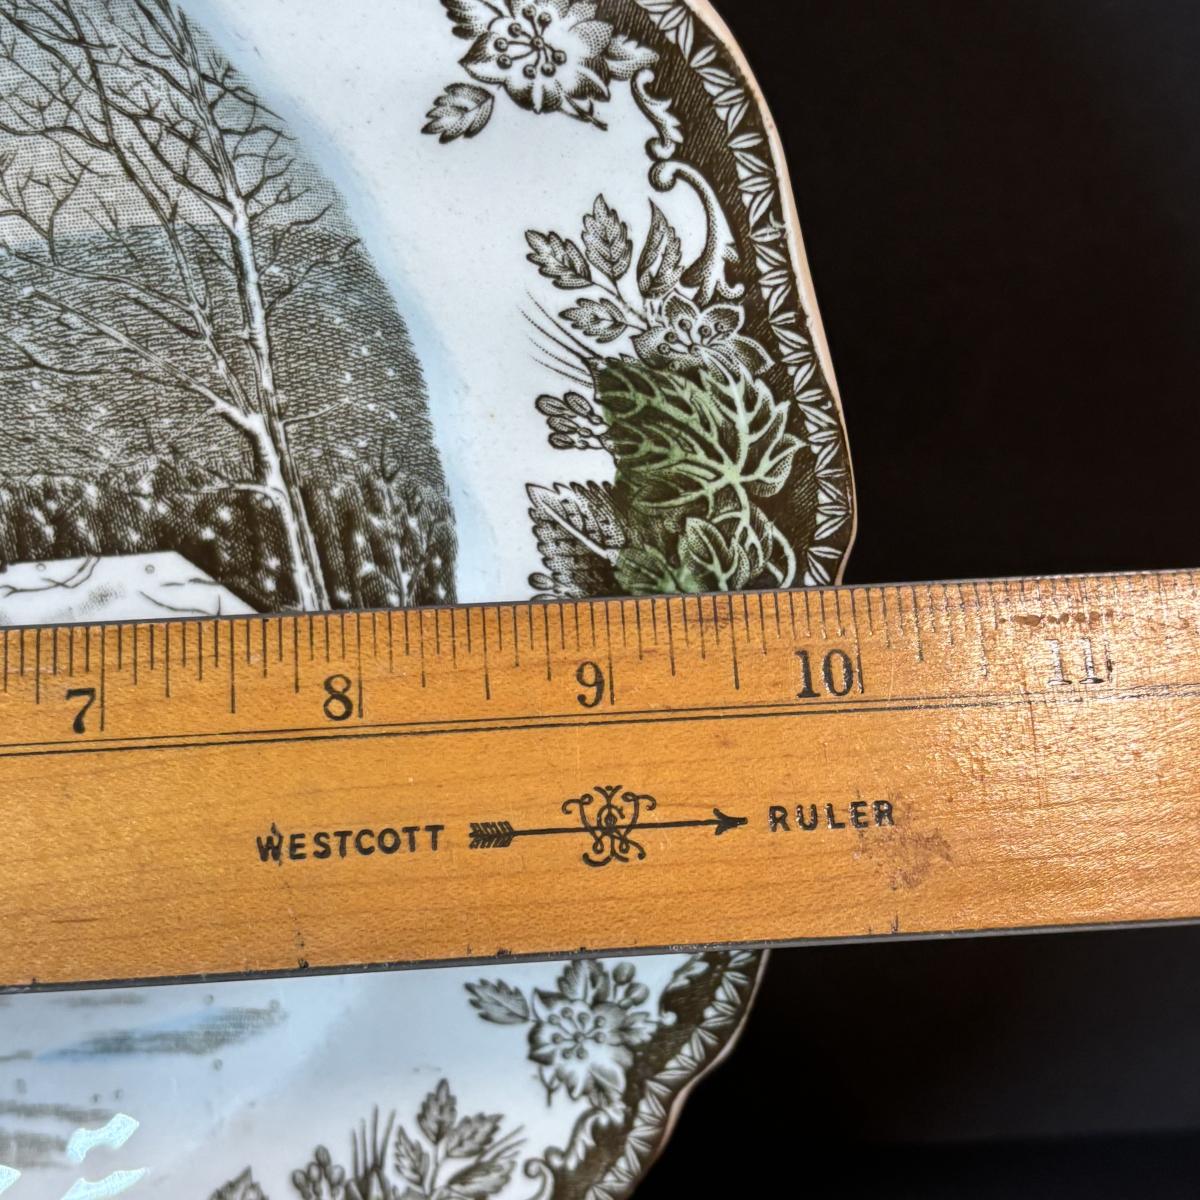 7 8 9 10 11
WESTCOTT RULER